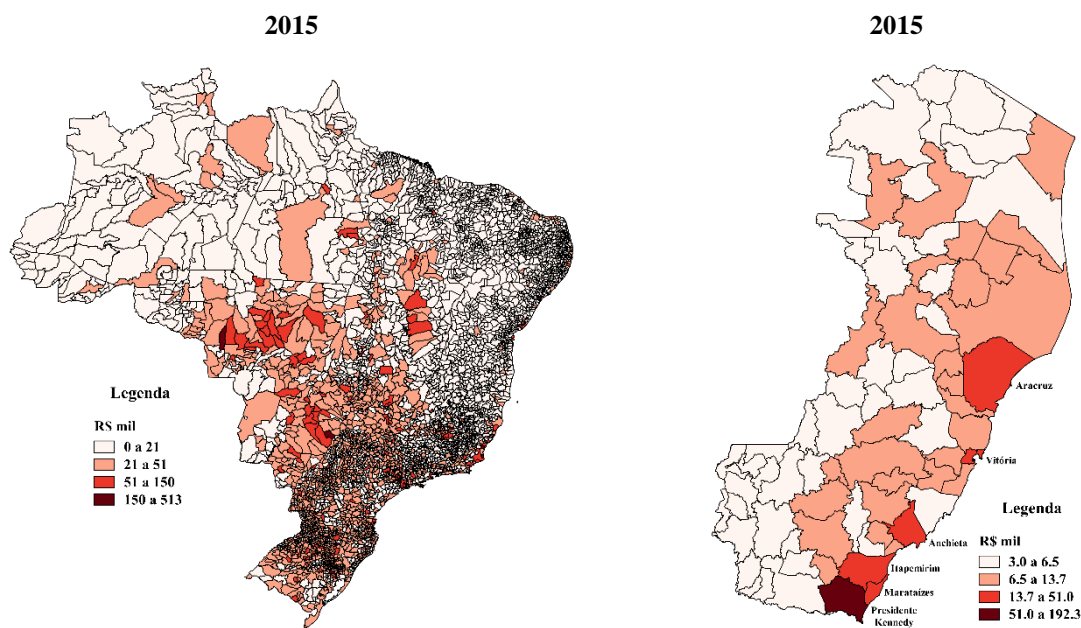 2015
Legenda
R$ mil
0 a 21
21 a 51
51 a 150
150 a 513
2015
Aracruz
Vitória
Anchieta
Itapemirim
Marataízes
Presidente
Kennedy
Legenda
R$ mil
3.0 a 6.5
6.5 a 13.7
13.7 a 51.0
51.0 a 192.3